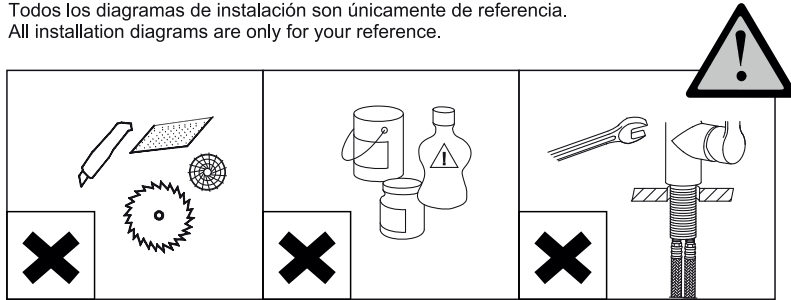 Todos los diagramas de instalación son únicamente de referencia.
All installation diagrams are only for your reference.
!
!